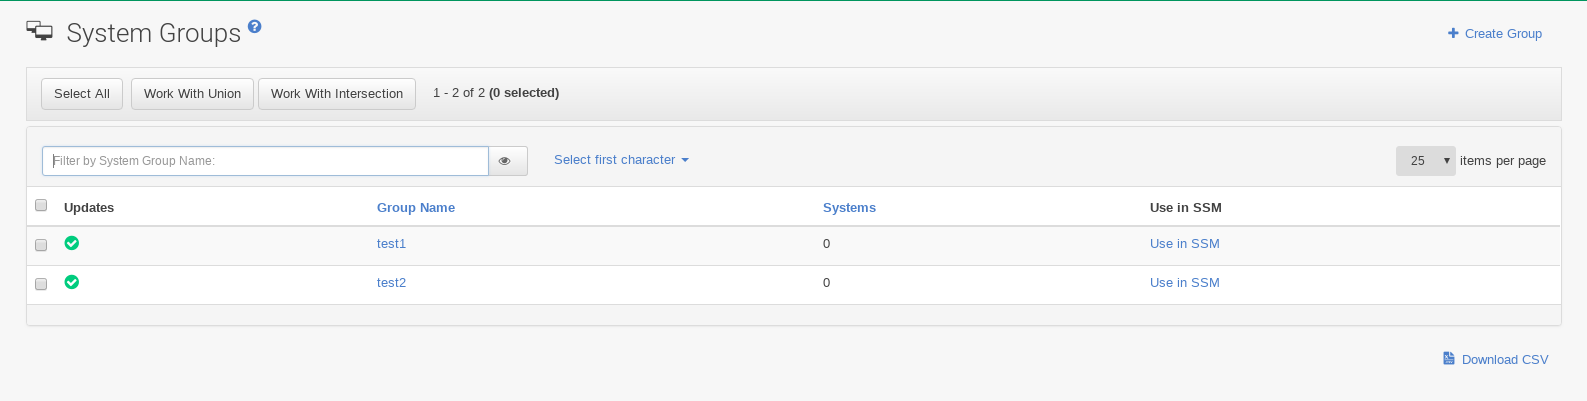 System Groups
Create Group
Select All Work With Union Work With Intersection 1 - 2 of 2 (0 selected)
Filter by System Group Name: Select first character 25 items per page
Updates Group Name Systems Use in SSM
test1 0 Use in SSM
test2 0 Use in SSM
Download CSV